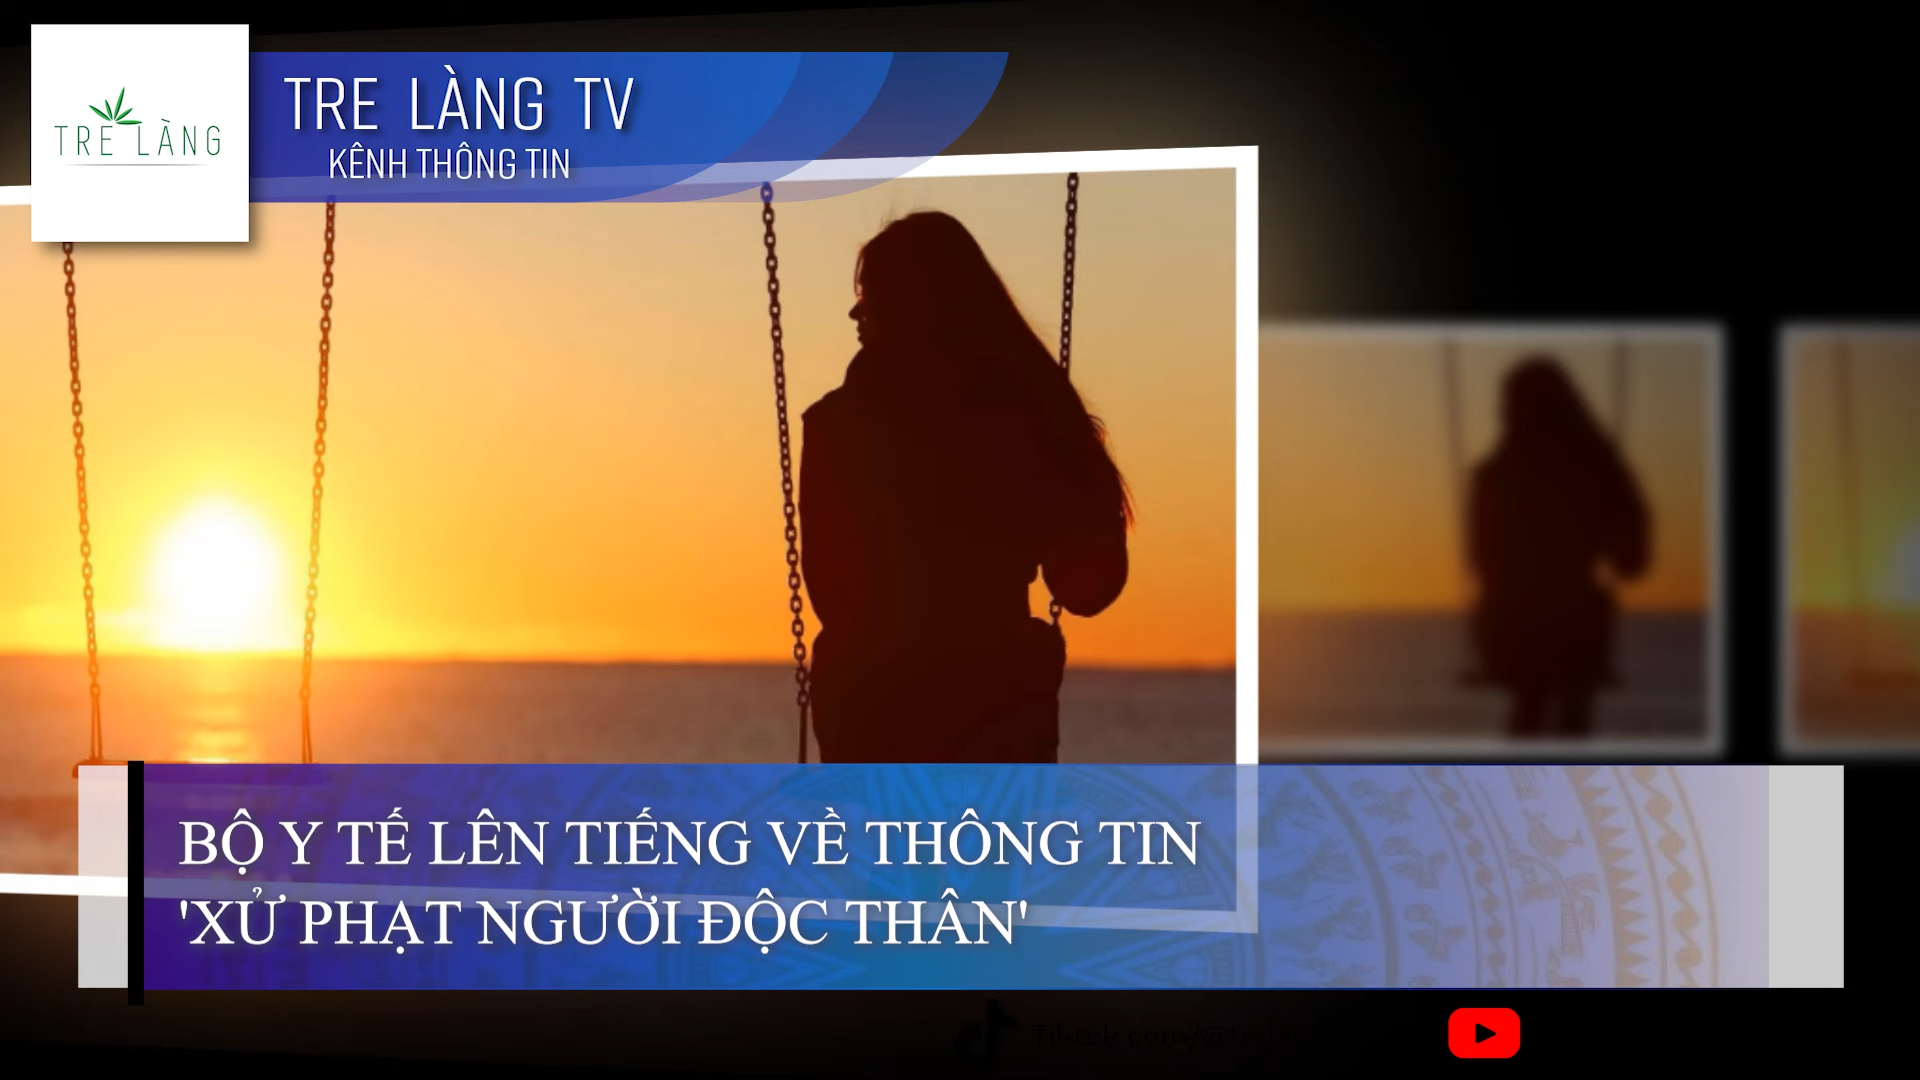 TRE LÀNG
TRE LÀNG TV
KÊNH THÔNG TIN
BỘ Y TẾ LÊN TIẾNG VỀ THÔNG TIN
'XỬ PHẠT NGƯỜI ĐỘC THÂN'